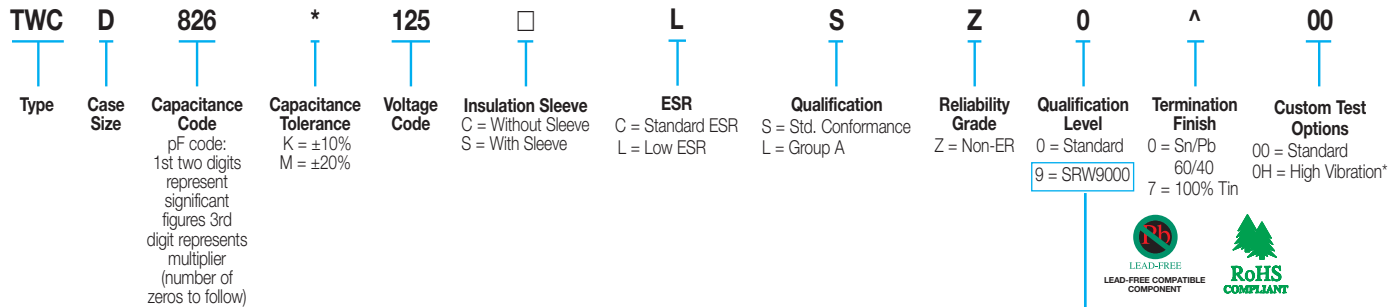 TWC D 826 * 125 □ L S Z 0 ^ 00
Type
Case
Size
Capacitance
Code
pF code:
1st two digits
represent
significant
figures 3rd
digit represents
multiplier
(number of
zeros to follow)
Capacitance
Tolerance
K = ±10%
M = ±20%
Voltage
Code
Insulation Sleeve
C = Without Sleeve
S = With Sleeve
ESR
C = Standard ESR
L = Low ESR
Qualification
S = Std. Conformance
L = Group A
Reliability
Grade
Z = Non-ER
Qualification
Level
0 = Standard
9 = SRW9000
Termination
Finish
0 = Sn/Pb
60/40
7 = 100% Tin
Custom Test
Options
00 = Standard
0H = High Vibration*
Pb
LEAD-FREE
LEAD-FREE COMPATIBLE
COMPONENT
RoHS
COMPLIANT